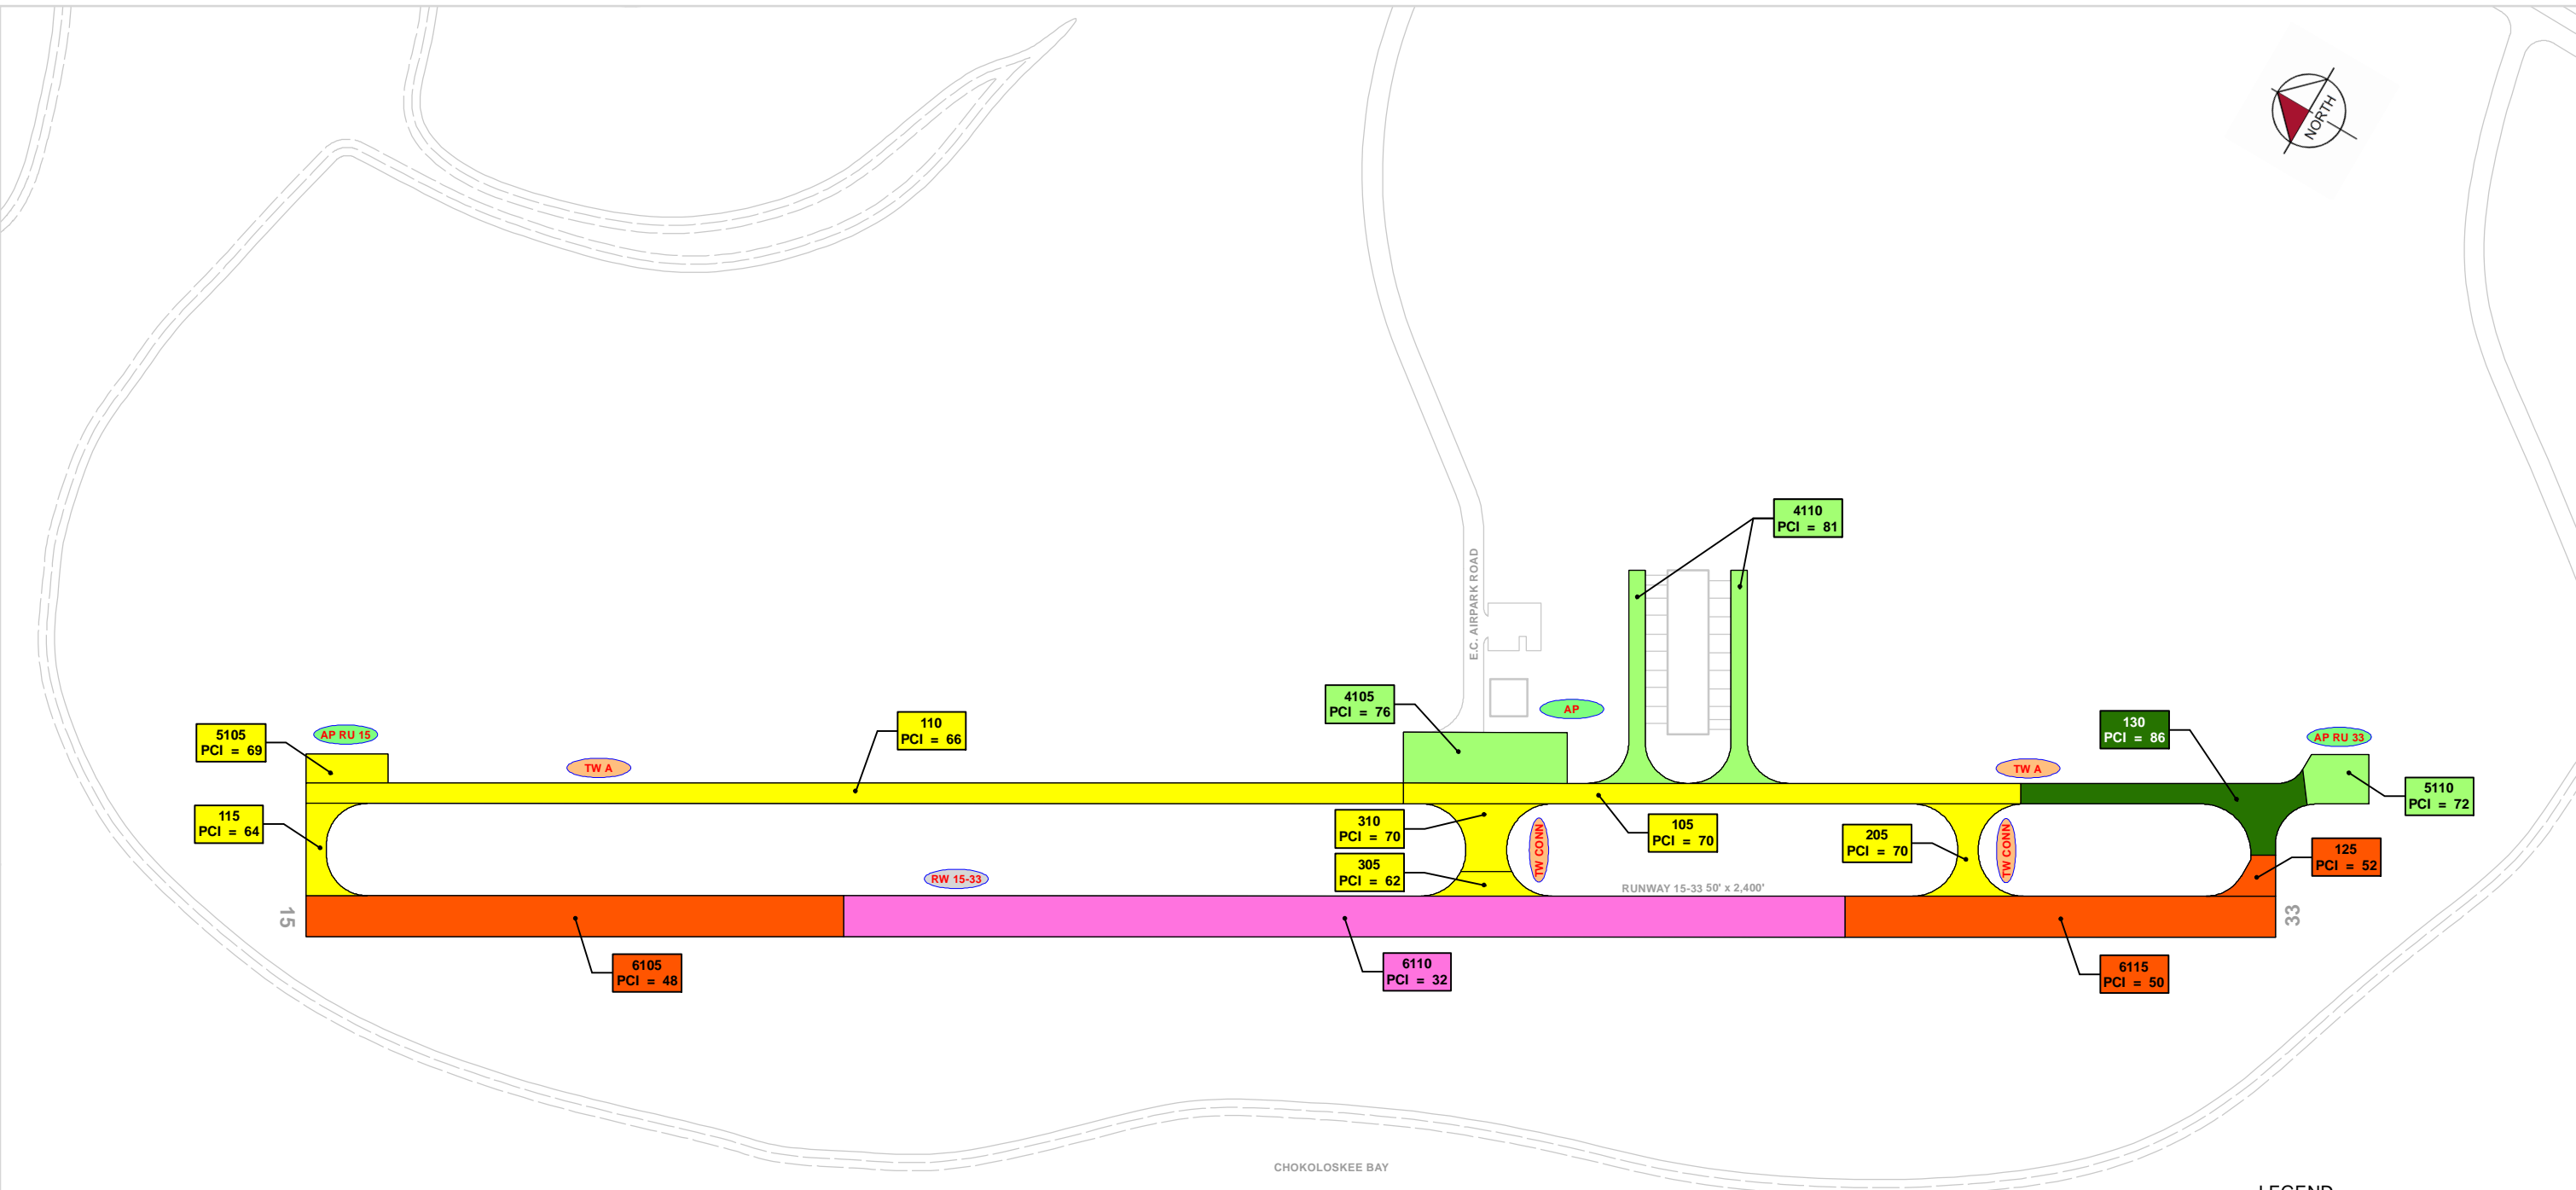 NORTH
4110
PCI = 81
E.C. AIRPARK ROAD
4105
PCI = 76
AP
5105
PCI = 69
AP RU 15
TW A
110
PCI = 66
TW A
130
PCI = 86
AP RU 33
5110
PCI = 72
115
PCI = 64
310
PCI = 70
305
PCI = 62
TW CONN
105
PCI = 70
205
PCI = 70
TW CONN
125
PCI = 52
RW 15-33
RUNWAY 15-33 50' x 2,400'
15
33
6105
PCI = 48
6110
PCI = 32
6115
PCI = 50
CHOKOLOSKEE BAY
LEGEND